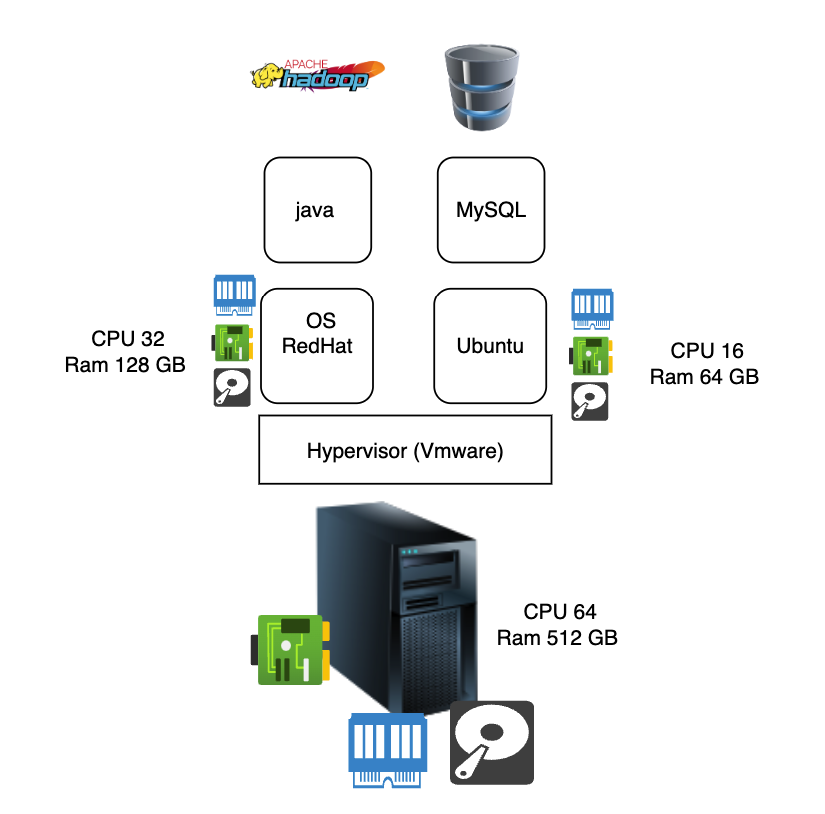 APACHE
hadoop
java
MySQL
OS
RedHat
Ubuntu
CPU 32
Ram 128 GB
CPU 16
Ram 64 GB
Hypervisor (Vmware)
CPU 64
Ram 512 GB